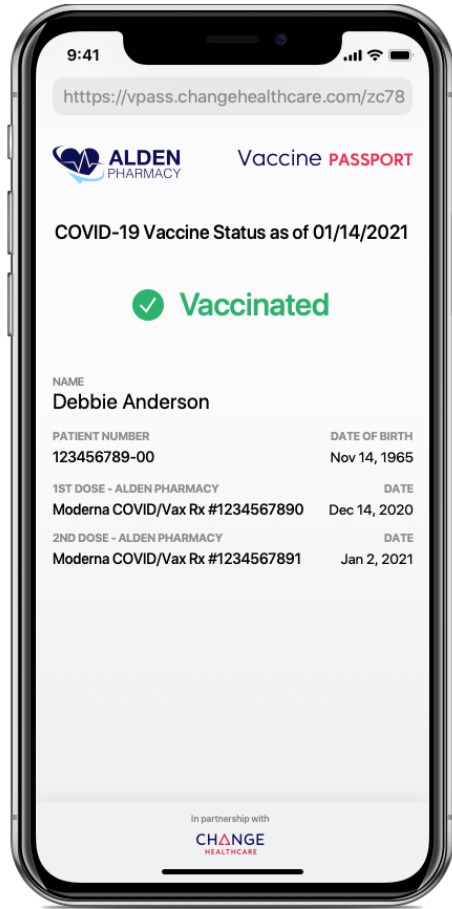 9:41
htttps://vpass.changehealthcare.com/zc78
ALDEN
PHARMACY
Vaccine PASSPORT
COVID-19 Vaccine Status as of 01/14/2021
Vaccinated
NAME
Debbie Anderson
PATIENT NUMBER DATE OF BIRTH
123456789-00 Nov 14, 1965
1ST DOSE - ALDEN PHARMACY DATE
Moderna COVID/Vax Rx #1234567890 Dec 14, 2020
2ND DOSE - ALDEN PHARMACY DATE
Moderna COVID/Vax Rx #1234567891 Jan 2, 2021
In partnership with
CHANGE
HEALTHCARE